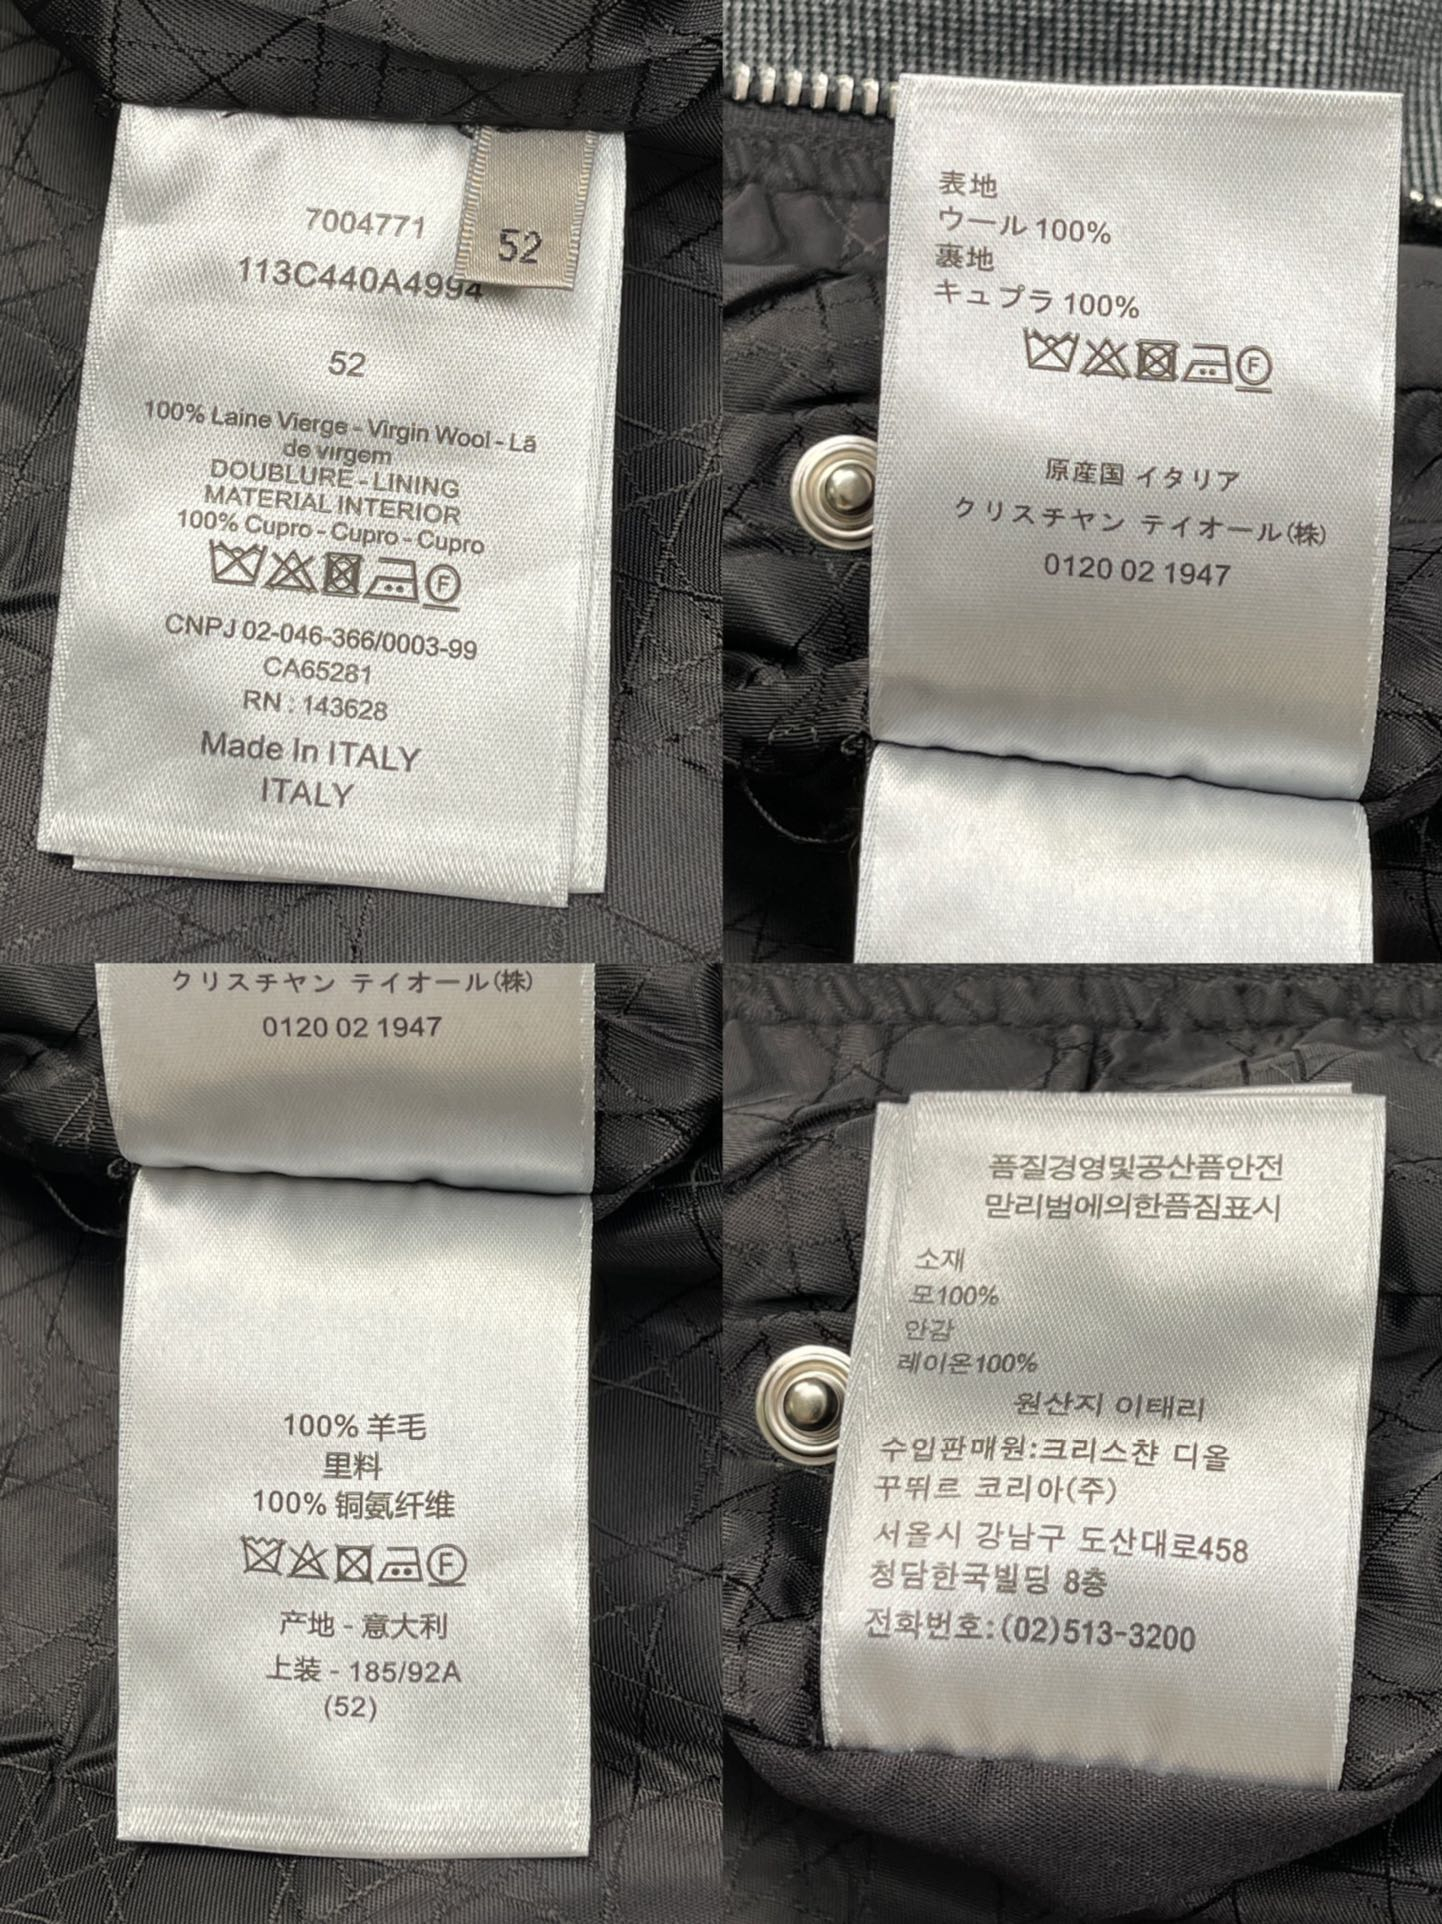 7004771
52
113C440A4994
52
100% Laine Vierge - Virgin Wool - Lã
de virgem
DOUBLURE - LINING
MATERIAL INTERIOR
100% Cupro - Cupro - Cupro
F
CNPJ 02-046-366/0003-99
CA65281
RN : 143628
Made In ITALY
ITALY
表地
ウール 100%
裏地
キュプラ 100%
F
原産国 イタリア
クリスチヤン テイオール(株)
0120 02 1947
クリスチヤン テイオール(株)
0120 02 1947
100% 羊毛
里料
100% 铜氨纤维
F
产地 - 意大利
上装 - 185/92A
(52)
품질경영및공산품안전
맏리범에의한픔짐표시
소재
모100%
안감
레이온100%
원산지 이태리
수입판매원:크리스챤 디올
꾸뛰르 코리아(주)
서울시 강남구 도산대로458
청담한국빌딩 8층
전화번호:(02)513-3200